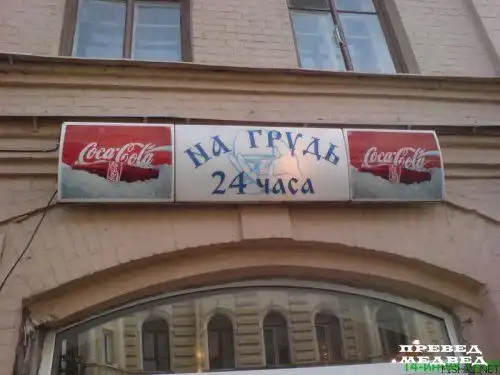 Coca-Cola
НА ГРУДЬ
24 часа
Coca-Cola
ПРЕВЕД
МЕДВЕД